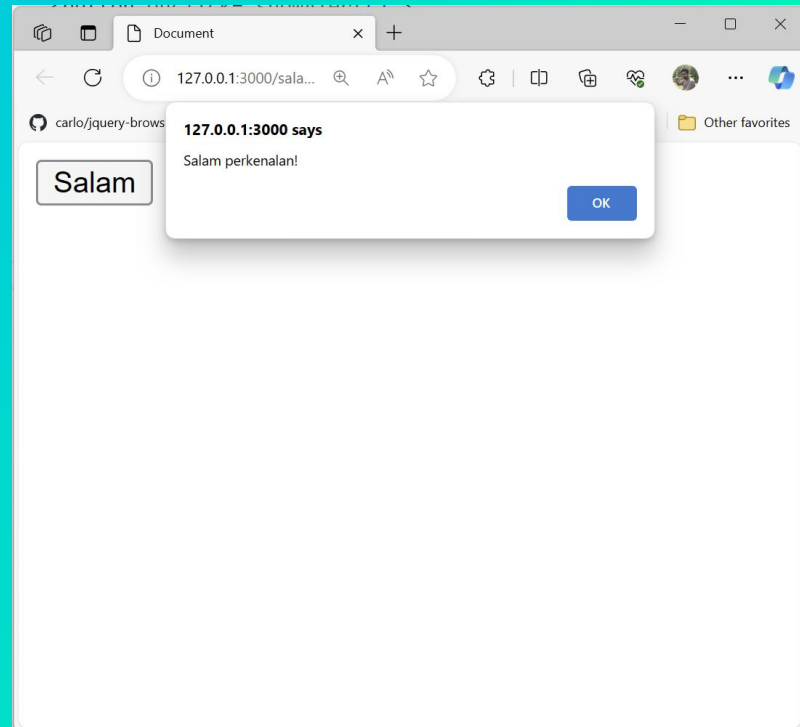 Document
127.0.0.1:3000/sala...
carlo/jquery-brows
Other favorites
127.0.0.1:3000 says
Salam perkenalan!
OK
Salam